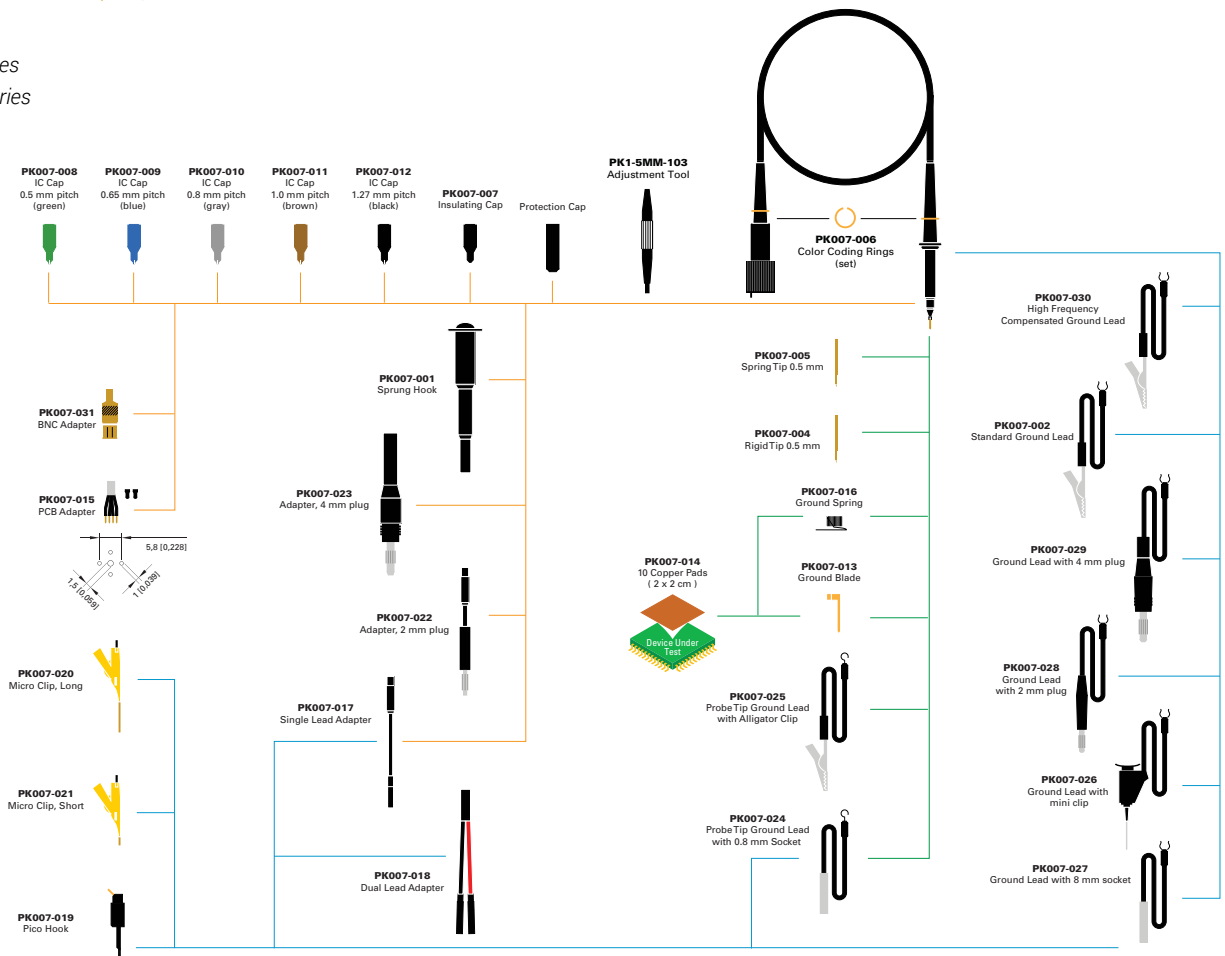 es
ries
PK007-008
IC Cap
0.5 mm pitch
(green)
PK007-009
IC Cap
0.65 mm pitch
(blue)
PK007-010
IC Cap
0.8 mm pitch
(gray)
PK007-011
IC Cap
1.0 mm pitch
(brown)
PK007-012
IC Cap
1.27 mm pitch
(black)
PK007-007
Insulating Cap
Protection Cap
PK1-5MM-103
Adjustment Tool
PK007-006
Color Coding Rings
(set)
PK007-030
High Frequency
Compensated Ground Lead
PK007-005
Spring Tip 0.5 mm
PK007-001
Sprung Hook
PK007-031
BNC Adapter
PK007-002
Standard Ground Lead
PK007-004
Rigid Tip 0.5 mm
PK007-023
Adapter, 4 mm plug
PK007-015
PCB Adapter
5,8 [0,228]
1,5 [0,059]
1 [0,039]
PK007-016
Ground Spring
PK007-029
Ground Lead with 4 mm plug
PK007-014
10 Copper Pads
( 2 x 2 cm )
Device Under
Test
PK007-013
Ground Blade
PK007-022
Adapter, 2 mm plug
PK007-020
Micro Clip, Long
PK007-028
Ground Lead
with 2 mm plug
PK007-025
Probe Tip Ground Lead
with Alligator Clip
PK007-017
Single Lead Adapter
PK007-021
Micro Clip, Short
PK007-026
Ground Lead with
mini clip
PK007-024
Probe Tip Ground Lead
with 0.8 mm Socket
PK007-018
Dual Lead Adapter
PK007-027
Ground Lead with 8 mm socket
PK007-019
Pico Hook